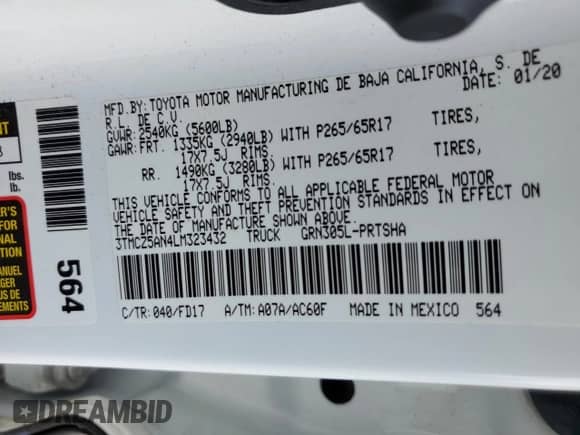 MFD.BY: TOYOTA MOTOR MANUFACTURING DE BAJA CALIFORNIA, S. DE
R.L. DE C.V. DATE: 01/20
GVWR: 2540KG (5600LB)
GAWR: FRT. 1335KG (2940LB) WITH P265/65R17 TIRES,
17X7.5J RIMS
RR. 1490KG (3280LB) WITH P265/65R17 TIRES,
17X7.5J RIMS.
THIS VEHICLE CONFORMS TO ALL APPLICABLE FEDERAL MOTOR
VEHICLE SAFETY AND THEFT PREVENTION STANDARDS IN EFFECT ON
THE DATE OF MANUFACTURE SHOWN ABOVE.
3TMCZ5AN4LM323432 TRUCK GRN305L-PRTSHA
C/TR: 040/FD17 A/TM: A07A/AC60F MADE IN MEXICO 564
lbs.
lb.
FOR
564
DREAMBID